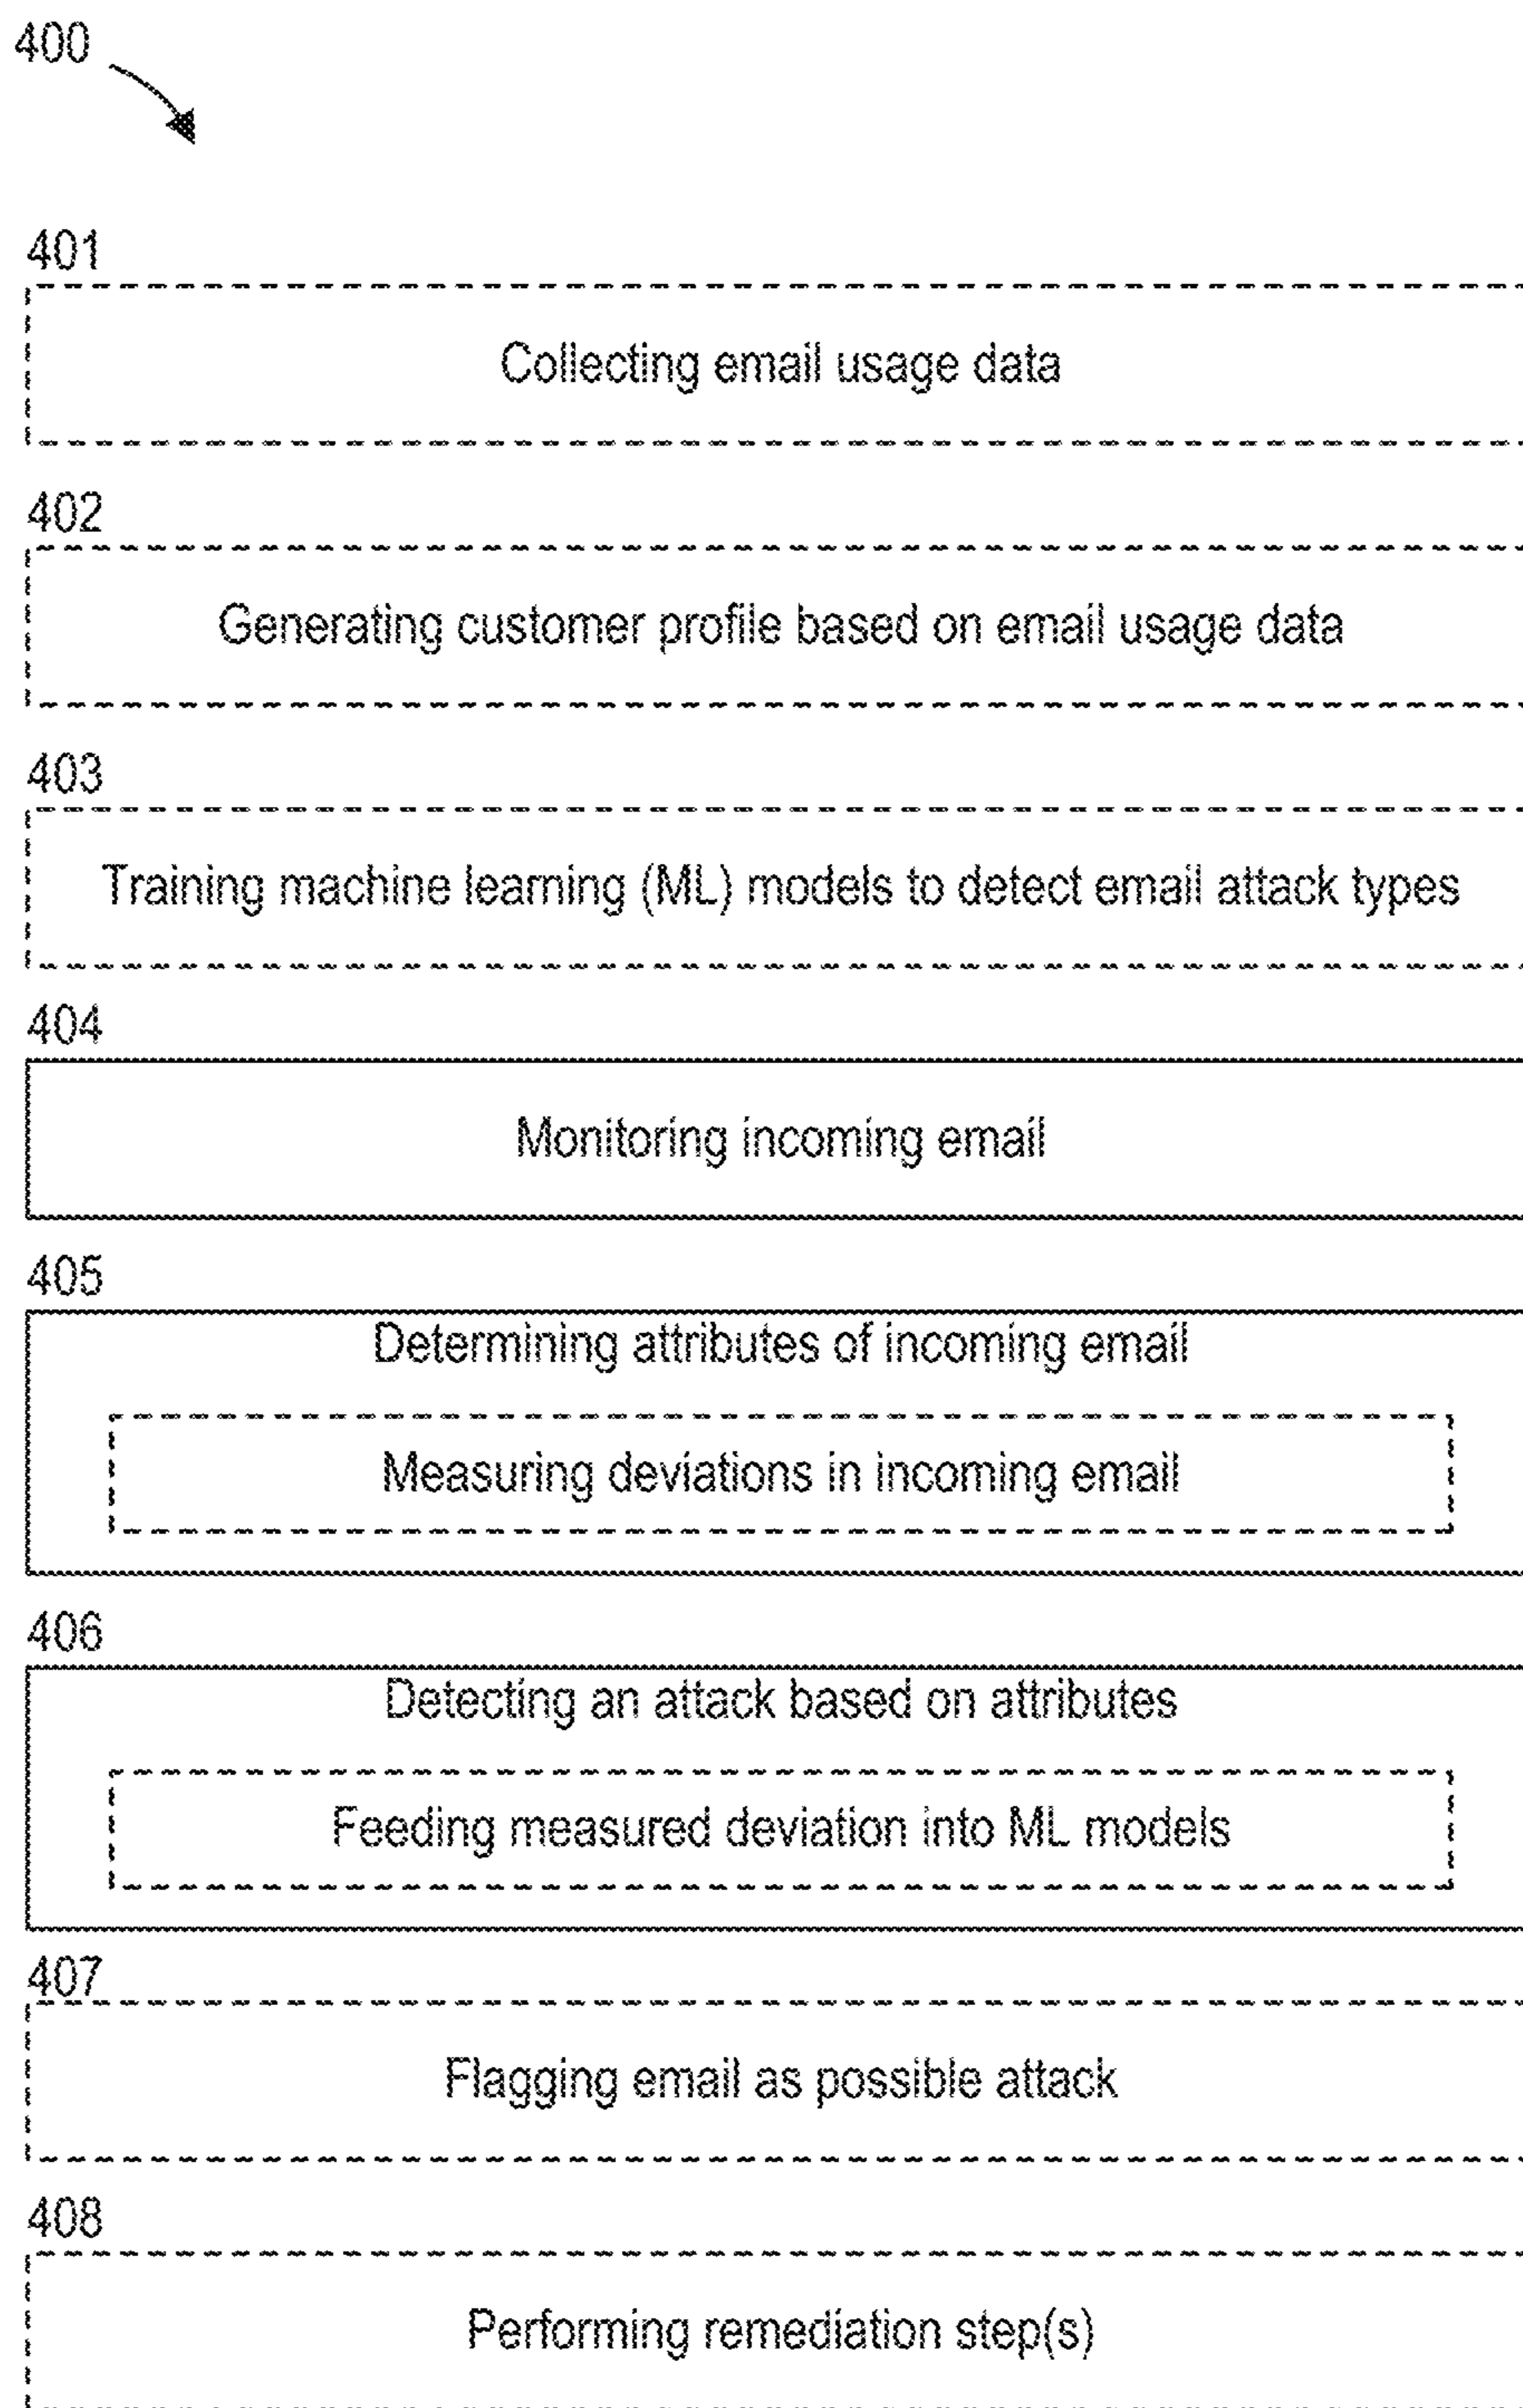 400
401
Collecting email usage data
402
Generating customer profile based on email usage data
403
Training machine learning (ML) models to detect email attack types
404
Monitoring incoming email
405
Determining attributes of incoming email
Measuring deviations in incoming email
406
Detecting an attack based on attributes
Feeding measured deviation into ML models
407
Flagging email as possible attack
408
Performing remediation step(s)